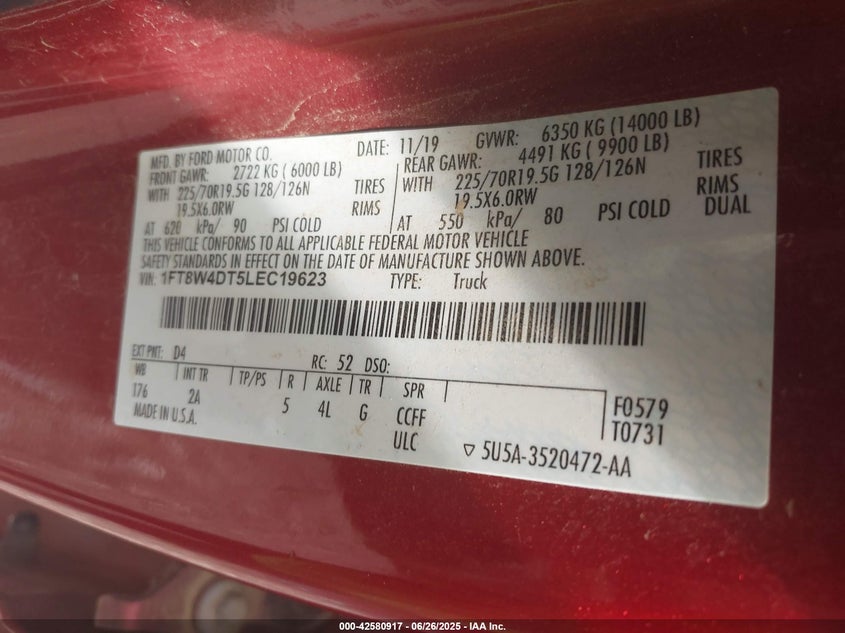 MFD. BY FORD MOTOR CO. DATE: 11/19 GVWR: 6350 KG (14000 LB)
FRONT GAWR: 2722 KG ( 6000 LB) REAR GAWR: 4491 KG ( 9900 LB)
WITH 225/70R19.5G 128/126N TIRES WITH 225/70R19.5G 128/126N TIRES
19.5X6.0RW RIMS 19.5X6.0RW RIMS
AT 620 kPa/ 90 PSI COLD AT 550 kPa/ 80 PSI COLD DUAL
THIS VEHICLE CONFORMS TO ALL APPLICABLE FEDERAL MOTOR VEHICLE
SAFETY STANDARDS IN EFFECT ON THE DATE OF MANUFACTURE SHOWN ABOVE.
VIN: 1FT8W4DT5LEC19623 TYPE: Truck
EXT PNT: D4 RC: 52 DSO:
WB INT TR TP/PS R AXLE TR SPR
176 2A 5 4L G CCFF F0579
MADE IN U.S.A. ULC T0731
▽ 5U5A-3520472-AA
000-42580917 | 06/26/2025 - IAA Inc.